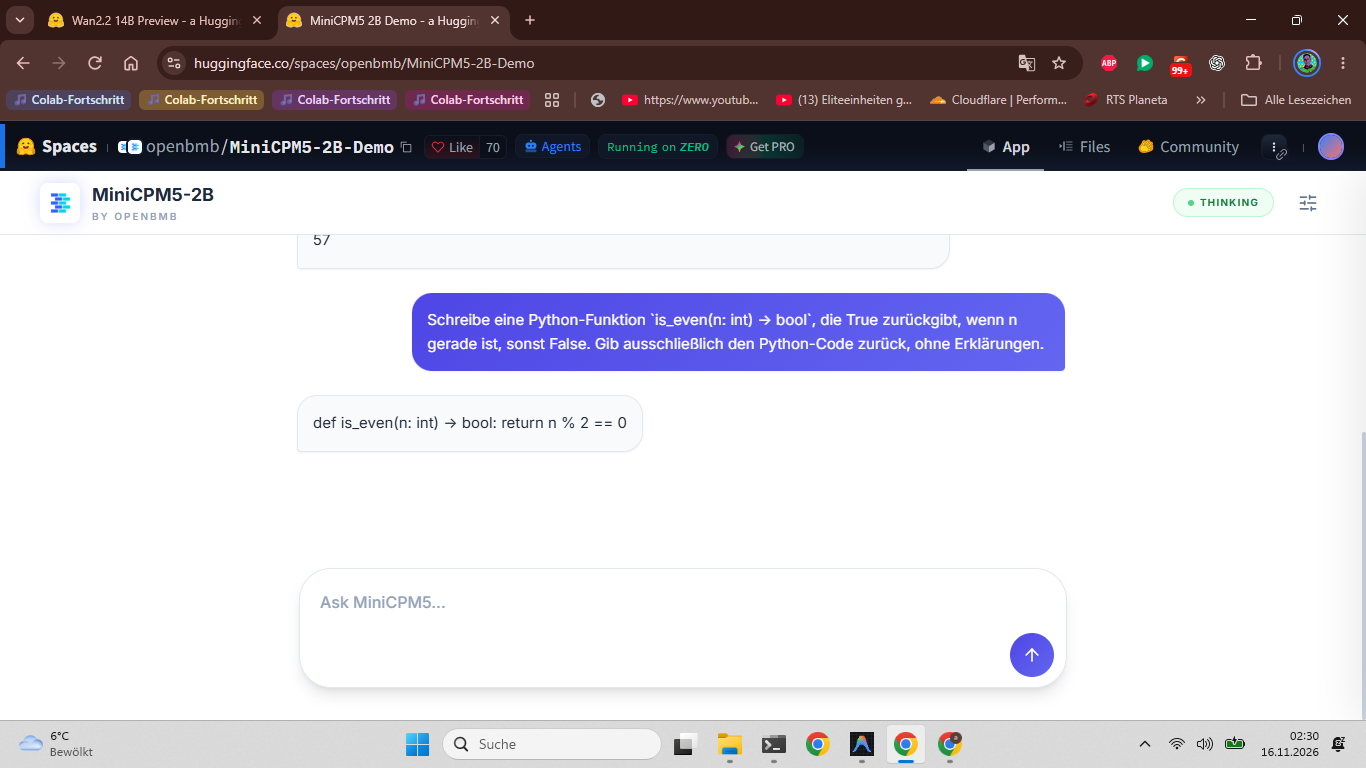 Wan2.2 14B Preview - a Hugging
MiniCPM5 2B Demo - a Hugging
huggingface.co/spaces/openbmb/MiniCPM5-2B-Demo
ABP
99+
Colab-Fortschritt
Colab-Fortschritt
Colab-Fortschritt
Colab-Fortschritt
https://www.youtub...
(13) Eliteeinheiten g...
Cloudflare | Perform...
RTS Planeta
»
Alle Lesezeichen
Spaces
openbmb/MiniCPM5-2B-Demo
Like 70
Agents
Running on ZERO
Get PRO
App
Files
Community
MiniCPM5-2B
BY OPENBMB
THINKING
57
Schreibe eine Python-Funktion `is_even(n: int) → bool`, die True zurückgibt, wenn n
gerade ist, sonst False. Gib ausschließlich den Python-Code zurück, ohne Erklärungen.
def is_even(n: int) → bool: return n % 2 == 0
Ask MiniCPM5...
6°C
Bewölkt
Suche
02:30
16.11.2026